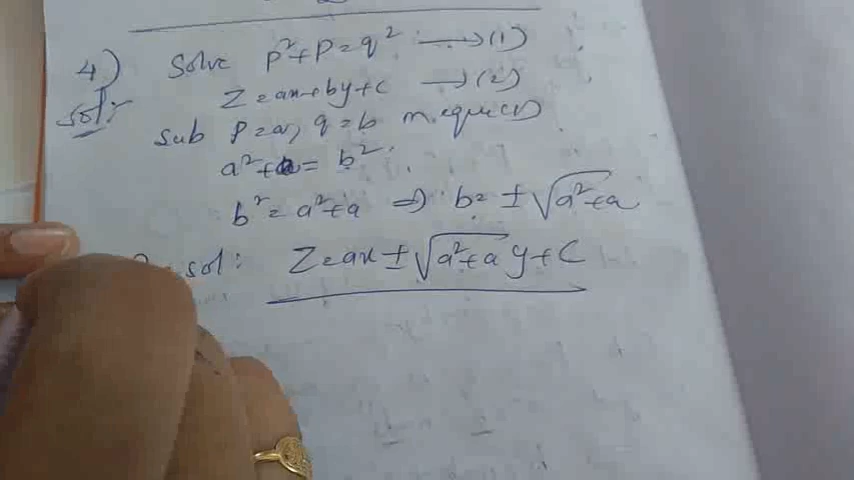 4) Solve p²+p=q² → (1)
Sol:- Z=ax+by+c → (2)
Sub p=a, q=b in equ (1)
a²+a = b²
b² = a²+a ⇒ b= ±√a²+a
sol: Z=ax ± √a²+a y+c